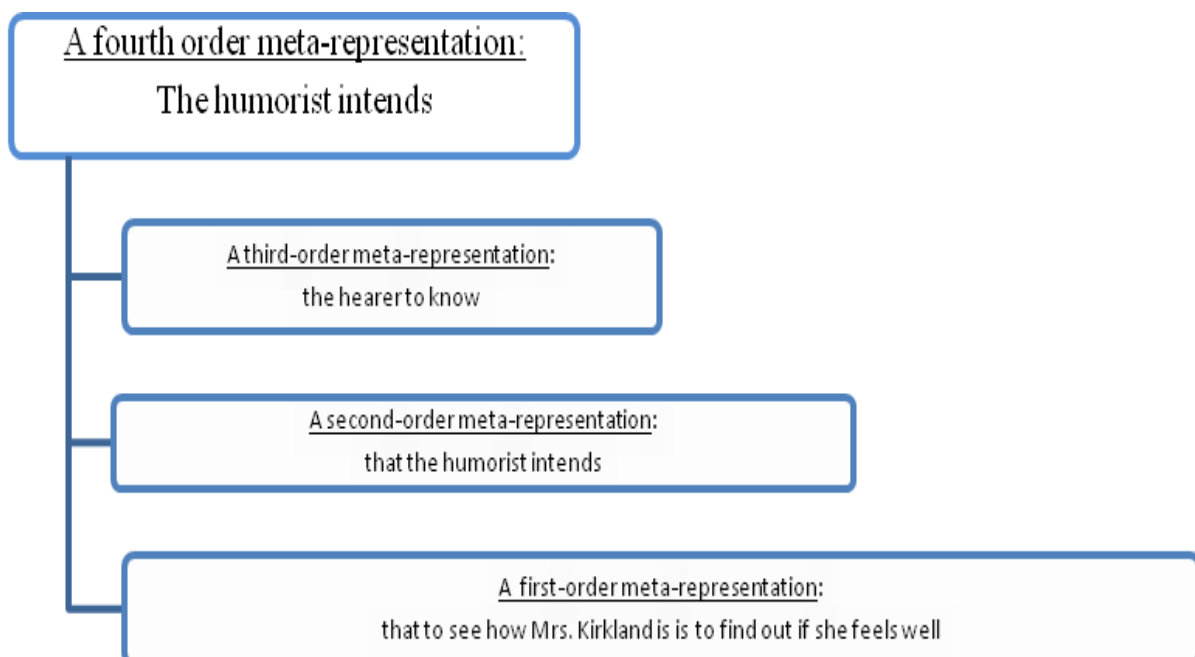 A fourth order meta-representation:
The humorist intends
A third-order meta-representation:
the hearer to know
A second-order meta-representation:
that the humorist intends
A first-order meta-representation:
that to see how Mrs. Kirkland is is to find out if she feels well